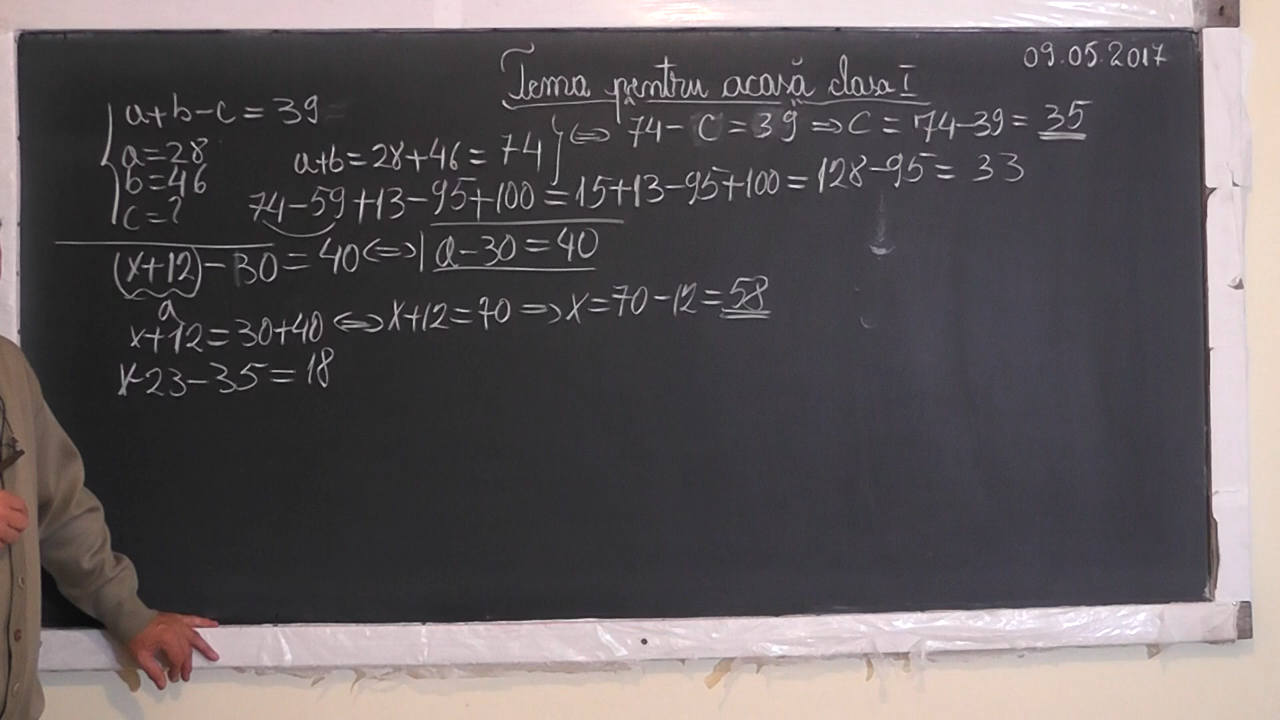 09.05.2017
Tema pentru acasă clasa I
a+b-c=39
a=28
b=46
c=?
a+b=28+46=74} ⇔ 74-c=39 ⇒ c=74-39=35
74-59+13-95+100=15+13-95+100=128-95=33
(x+12)-30=40 ⇔ | a-30=40
a
x+12=30+40 ⇔ x+12=70 ⇒ x=70-12=58
x-23-35=18